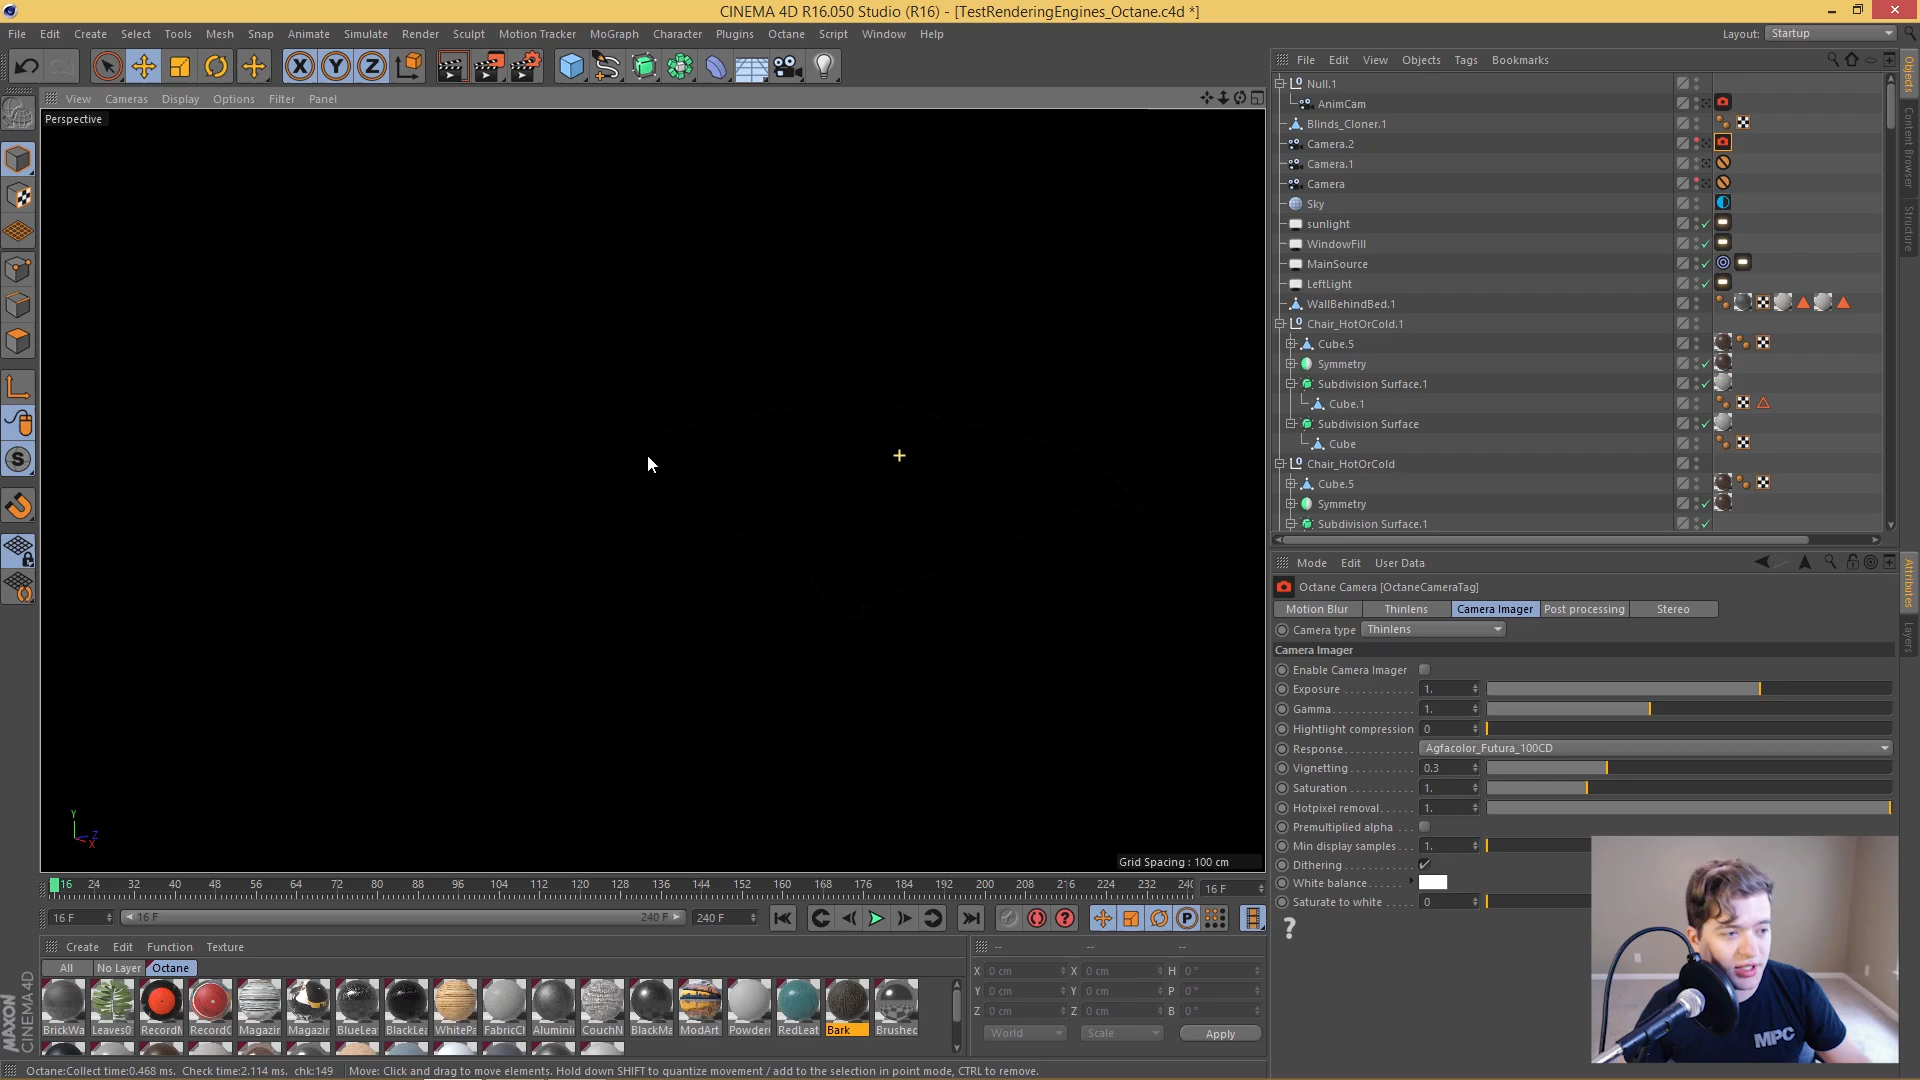 CINEMA 4D R16.050 Studio (R16) - [TestRenderingEngines_Octane.c4d *]
File Edit Create Select Tools Mesh Snap Animate Simulate Render Sculpt Motion Tracker MoGraph Character Plugins Octane Script Window Help
Layout: Startup
File Edit View Objects Tags Bookmarks
View Cameras Display Options Filter Panel
Perspective
Null.1
AnimCam
Blinds_Cloner.1
Camera.2
Camera.1
Camera
Sky
sunlight
WindowFill
MainSource
LeftLight
WallBehindBed.1
Chair_HotOrCold.1
Cube.5
Symmetry
Subdivision Surface.1
Cube.1
Subdivision Surface
Cube
Chair_HotOrCold
Cube.5
Symmetry
Subdivision Surface.1
Objects
Content Browser
Structure
Mode Edit User Data
Octane Camera [OctaneCameraTag]
Motion Blur Thinlens Camera Imager Post processing Stereo
Camera type Thinlens
Camera Imager
Enable Camera Imager
Exposure 1.
Gamma 1.
Hightlight compression 0
Response Agfacolor_Futura_100CD
Vignetting 0.3
Saturation 1.
Hotpixel removal 1.
Premultiplied alpha
Min display samples 1.
Dithering
White balance
Saturate to white 0
?
Attributes
Layers
Y
Z
X
Grid Spacing : 100 cm
16 24 32 40 48 56 64 72 80 88 96 104 112 120 128 136 144 152 160 168 176 184 192 200 208 216 224 232 240 16 F
16 F 16 F 240 F 240 F
Create Edit Function Texture
All No Layer Octane
BrickWa Leaves0 RecordM RecordC Magazin Magazin BlueLea BlackLea WhitePa FabricCl Aluminiu CouchN BlackMa ModArt Powder RedLeat Bark Brushec
-- -- --
X 0 cm X 0 cm H 0 °
Y 0 cm Y 0 cm P 0 °
Z 0 cm Z 0 cm B 0 °
World Scale Apply
MAXON
CINEMA 4D
MPC
Octane:Collect time:0.468 ms. Check time:2.114 ms. chk:149 Move: Click and drag to move elements. Hold down SHIFT to quantize movement / add to the selection in point mode, CTRL to remove.